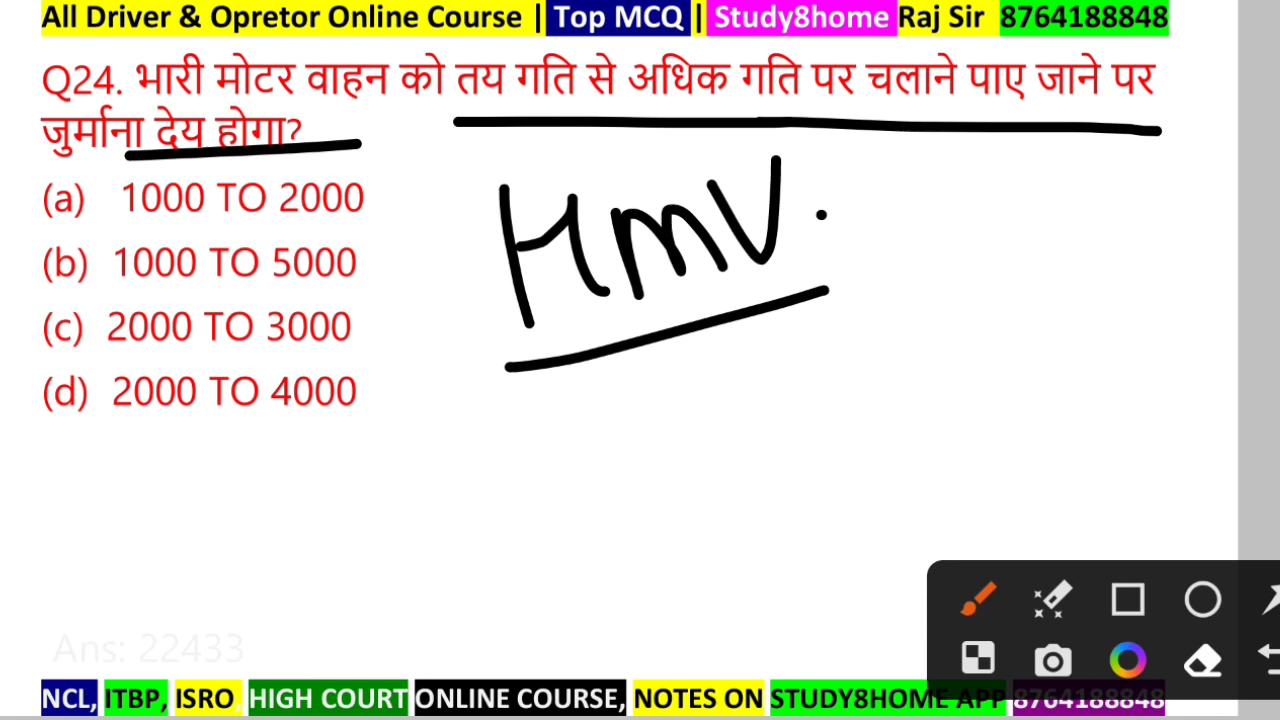 All Driver & Opretor Online Course | Top MCQ | Study8home Raj Sir 8764188848
Q24. भारी मोटर वाहन को तय गति से अधिक गति पर चलाने पाए जाने पर
जुर्माना देय होगा?
(a) 1000 TO 2000
(b) 1000 TO 5000
(c) 2000 TO 3000
(d) 2000 TO 4000
HMV.
Ans: 22433
NCL, ITBP, ISRO, HIGH COURT ONLINE COURSE, NOTES ON STUDY8HOME APP 8764188848